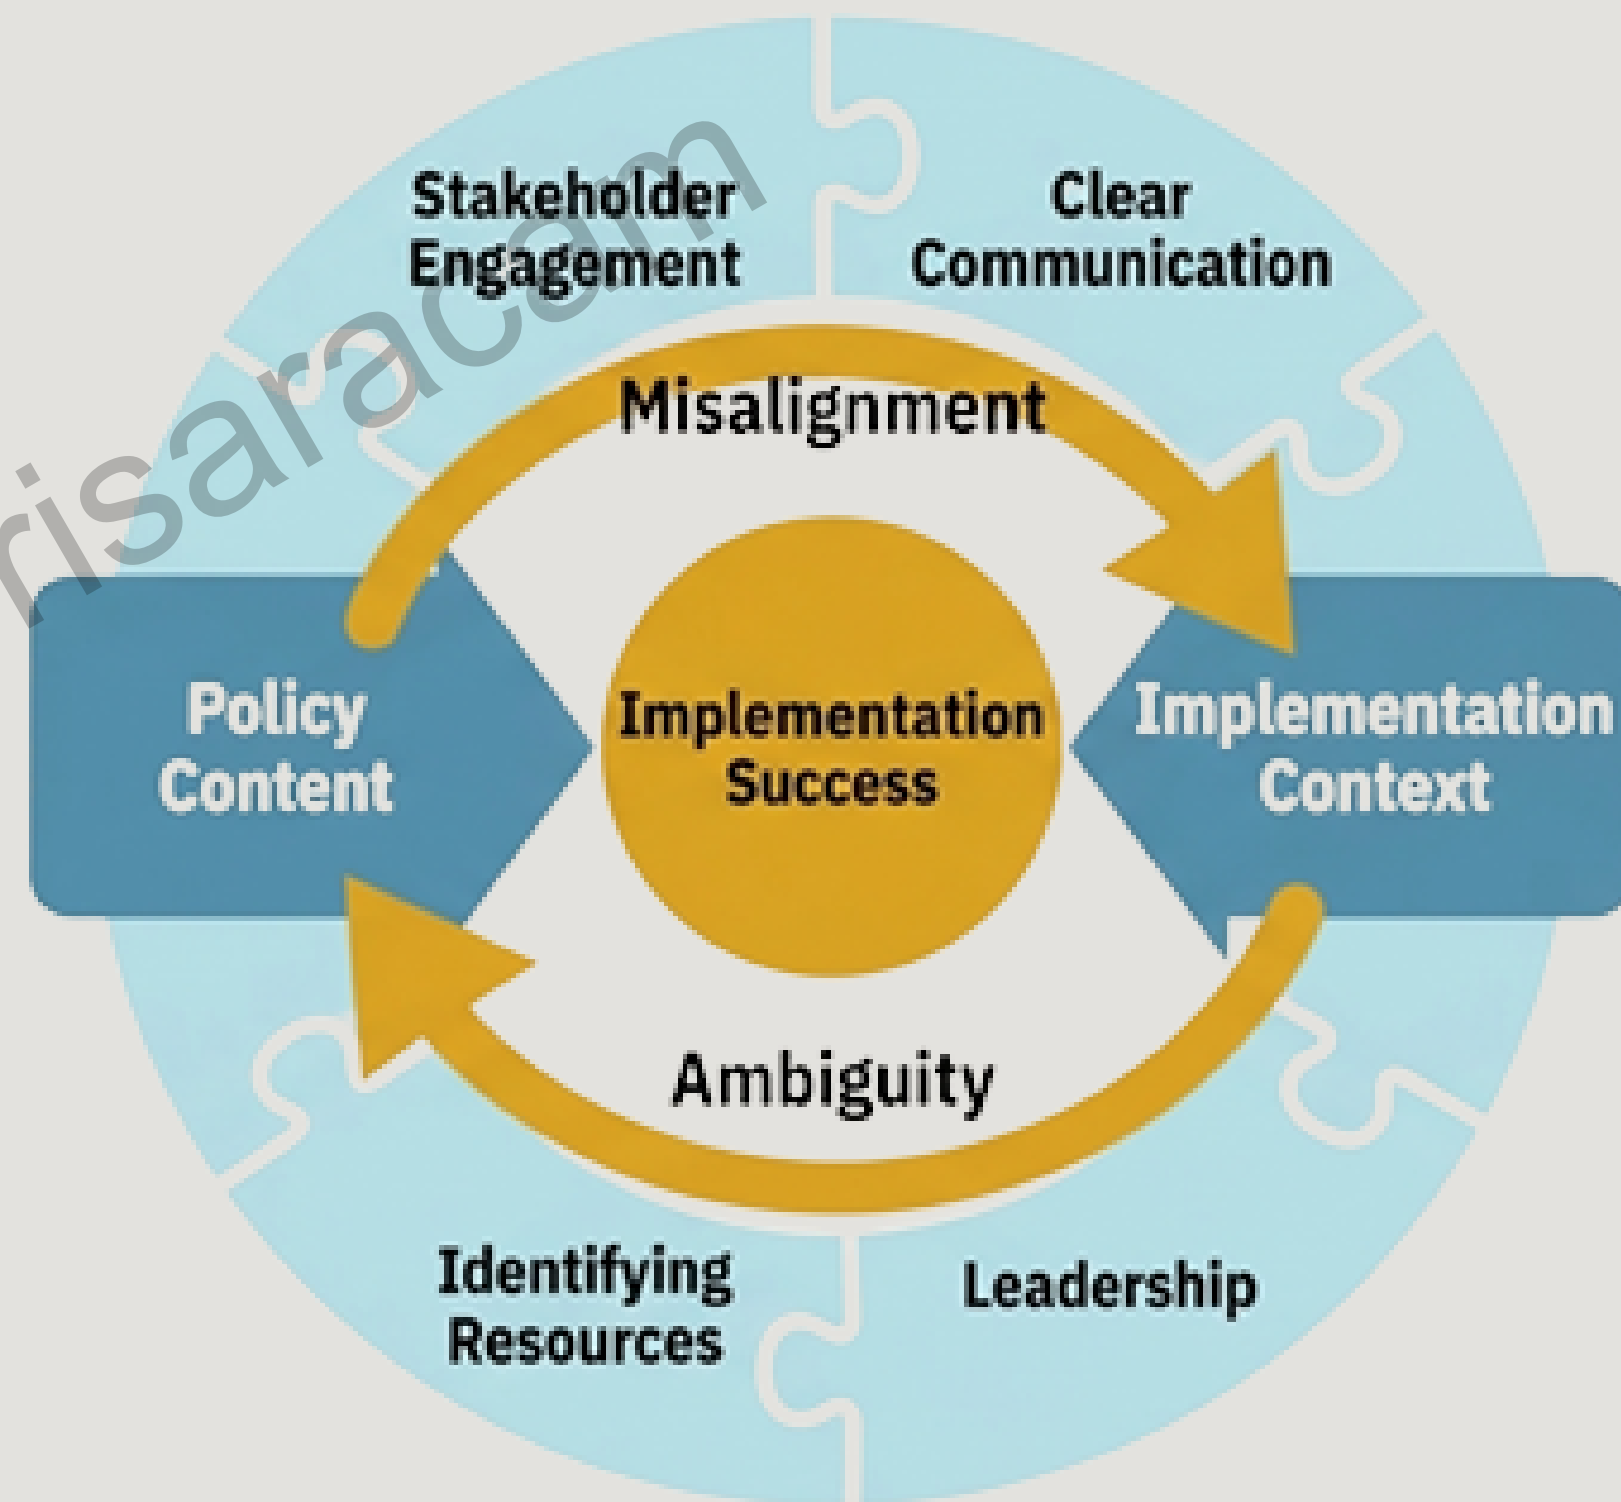 Stakeholder
Engagement
Clear
Communication
Misalignment
risaracam
Policy
Content
Implementation
Success
Implementation
Context
Ambiguity
Identifying
Resources
Leadership